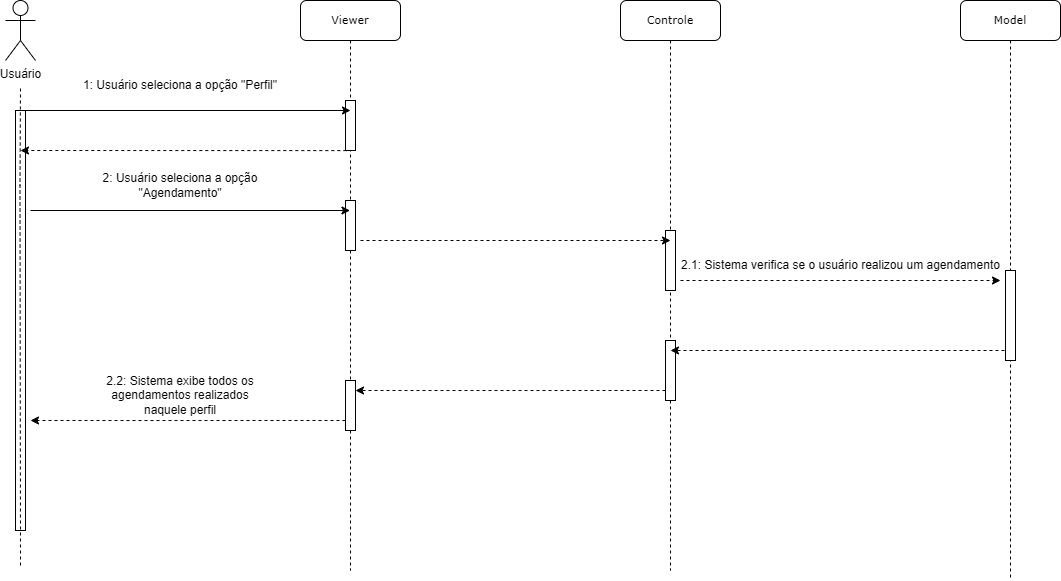 Viewer
Controle
Model
Usuário
1: Usuário seleciona a opção "Perfil"
2: Usuário seleciona a opção
"Agendamento"
2.1: Sistema verifica se o usuário realizou um agendamento
2.2: Sistema exibe todos os
agendamentos realizados
naquele perfil